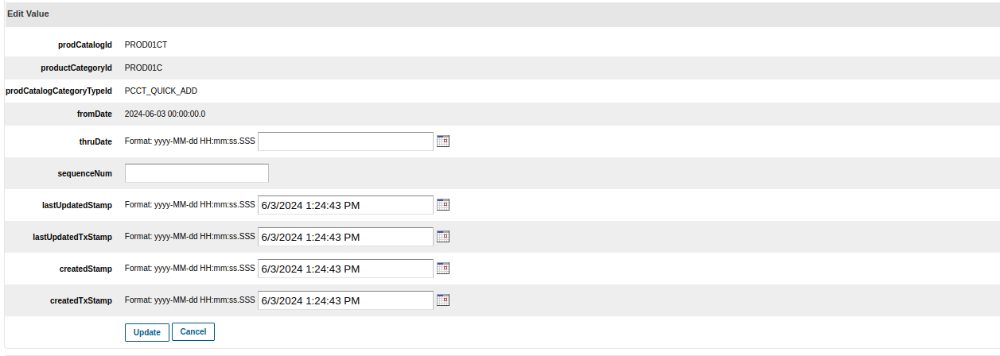 Edit Value
prodCatalogId PROD01CT
productCategoryId PROD01C
prodCatalogCategoryTypeId PCCT_QUICK_ADD
fromDate 2024-06-03 00:00:00.0
thruDate Format: yyyy-MM-dd HH:mm:ss.SSS
sequenceNum
lastUpdatedStamp Format: yyyy-MM-dd HH:mm:ss.SSS 6/3/2024 1:24:43 PM
lastUpdatedTxStamp Format: yyyy-MM-dd HH:mm:ss.SSS 6/3/2024 1:24:43 PM
createdStamp Format: yyyy-MM-dd HH:mm:ss.SSS 6/3/2024 1:24:43 PM
createdTxStamp Format: yyyy-MM-dd HH:mm:ss.SSS 6/3/2024 1:24:43 PM
Update Cancel